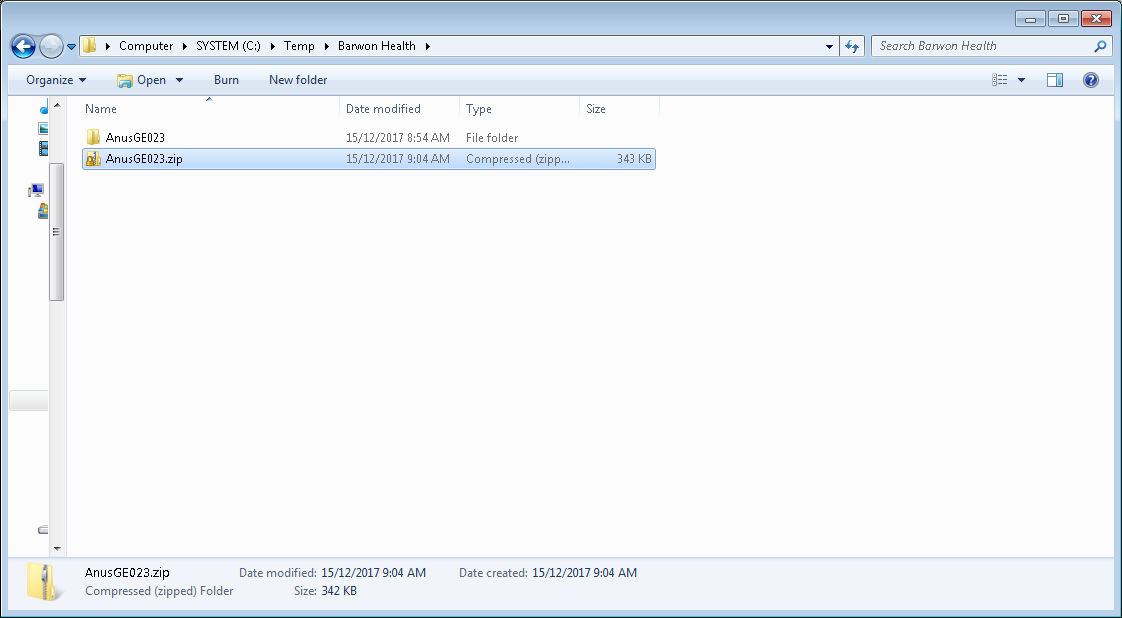 Computer SYSTEM (C:) Temp Barwon Health Search Barwon Health
Organize Open Burn New folder
Name Date modified Type Size
AnusGE023 15/12/2017 8:54 AM File folder
AnusGE023.zip 15/12/2017 9:04 AM Compressed (zipp... 343 KB
AnusGE023.zip Date modified: 15/12/2017 9:04 AM Date created: 15/12/2017 9:04 AM
Compressed (zipped) Folder Size: 342 KB